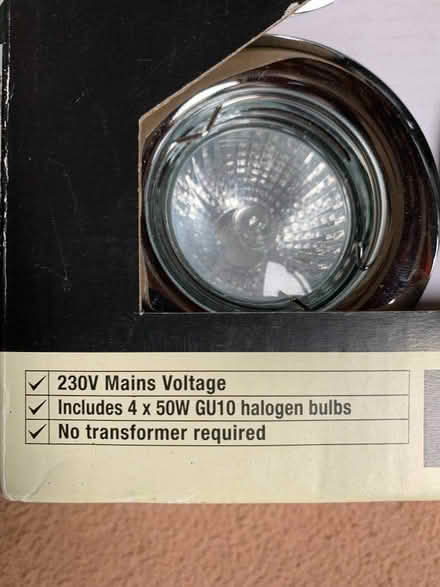 230V Mains Voltage
Includes 4 x 50W GU10 halogen bulbs
No transformer required